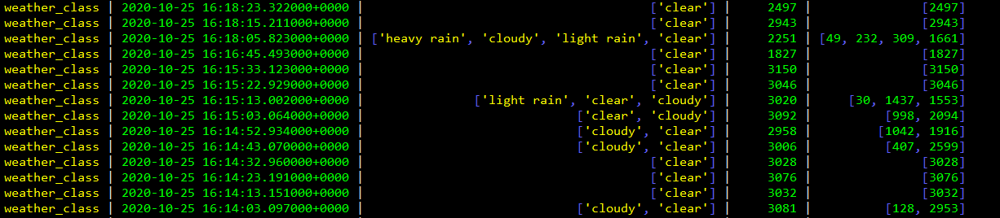 weather_class | 2020-10-25 16:18:23.322000+0000 | ['clear'] | 2497 | [2497]
weather_class | 2020-10-25 16:18:15.211000+0000 | ['clear'] | 2943 | [2943]
weather_class | 2020-10-25 16:18:05.823000+0000 | ['heavy rain', 'cloudy', 'light rain', 'clear'] | 2251 | [49, 232, 309, 1661]
weather_class | 2020-10-25 16:16:45.493000+0000 | ['clear'] | 1827 | [1827]
weather_class | 2020-10-25 16:15:33.123000+0000 | ['clear'] | 3150 | [3150]
weather_class | 2020-10-25 16:15:22.929000+0000 | ['clear'] | 3046 | [3046]
weather_class | 2020-10-25 16:15:13.002000+0000 | ['light rain', 'clear', 'cloudy'] | 3020 | [30, 1437, 1553]
weather_class | 2020-10-25 16:15:03.064000+0000 | ['clear', 'cloudy'] | 3092 | [998, 2094]
weather_class | 2020-10-25 16:14:52.934000+0000 | ['cloudy', 'clear'] | 2958 | [1042, 1916]
weather_class | 2020-10-25 16:14:43.070000+0000 | ['cloudy', 'clear'] | 3006 | [407, 2599]
weather_class | 2020-10-25 16:14:32.960000+0000 | ['clear'] | 3028 | [3028]
weather_class | 2020-10-25 16:14:23.191000+0000 | ['clear'] | 3076 | [3076]
weather_class | 2020-10-25 16:14:13.151000+0000 | ['clear'] | 3032 | [3032]
weather_class | 2020-10-25 16:14:03.097000+0000 | ['cloudy', 'clear'] | 3081 | [128, 2953]